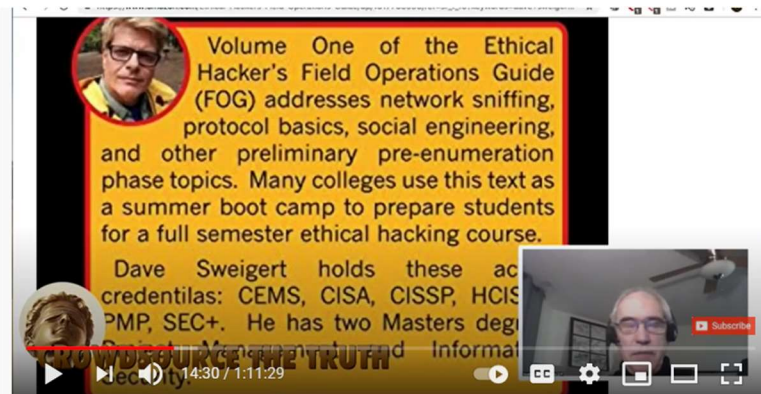 Volume One of the Ethical
Hacker's Field Operations Guide
(FOG) addresses network sniffing,
protocol basics, social engineering,
and other preliminary pre-enumeration
phase topics. Many colleges use this text as
a summer boot camp to prepare students
for a full semester ethical hacking course.
Dave Sweigert holds these
credentilas: CEMS, CISA, CISSP,
PMP, SEC+. He has two Masters
and
Security.
CROWDSOURCE THE TRUTH
Subscribe
14:30 / 1:11:29
CC